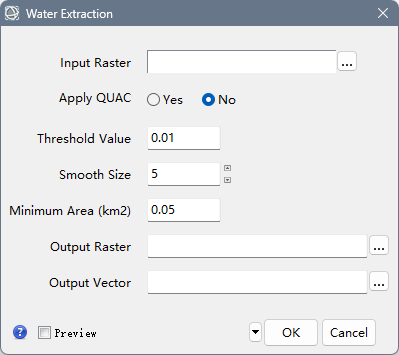 Water Extraction
Input Raster
...
Apply QUAC Yes No
Threshold Value 0.01
Smooth Size 5
Minimum Area (km2) 0.05
Output Raster ...
Output Vector ...
? Preview OK Cancel